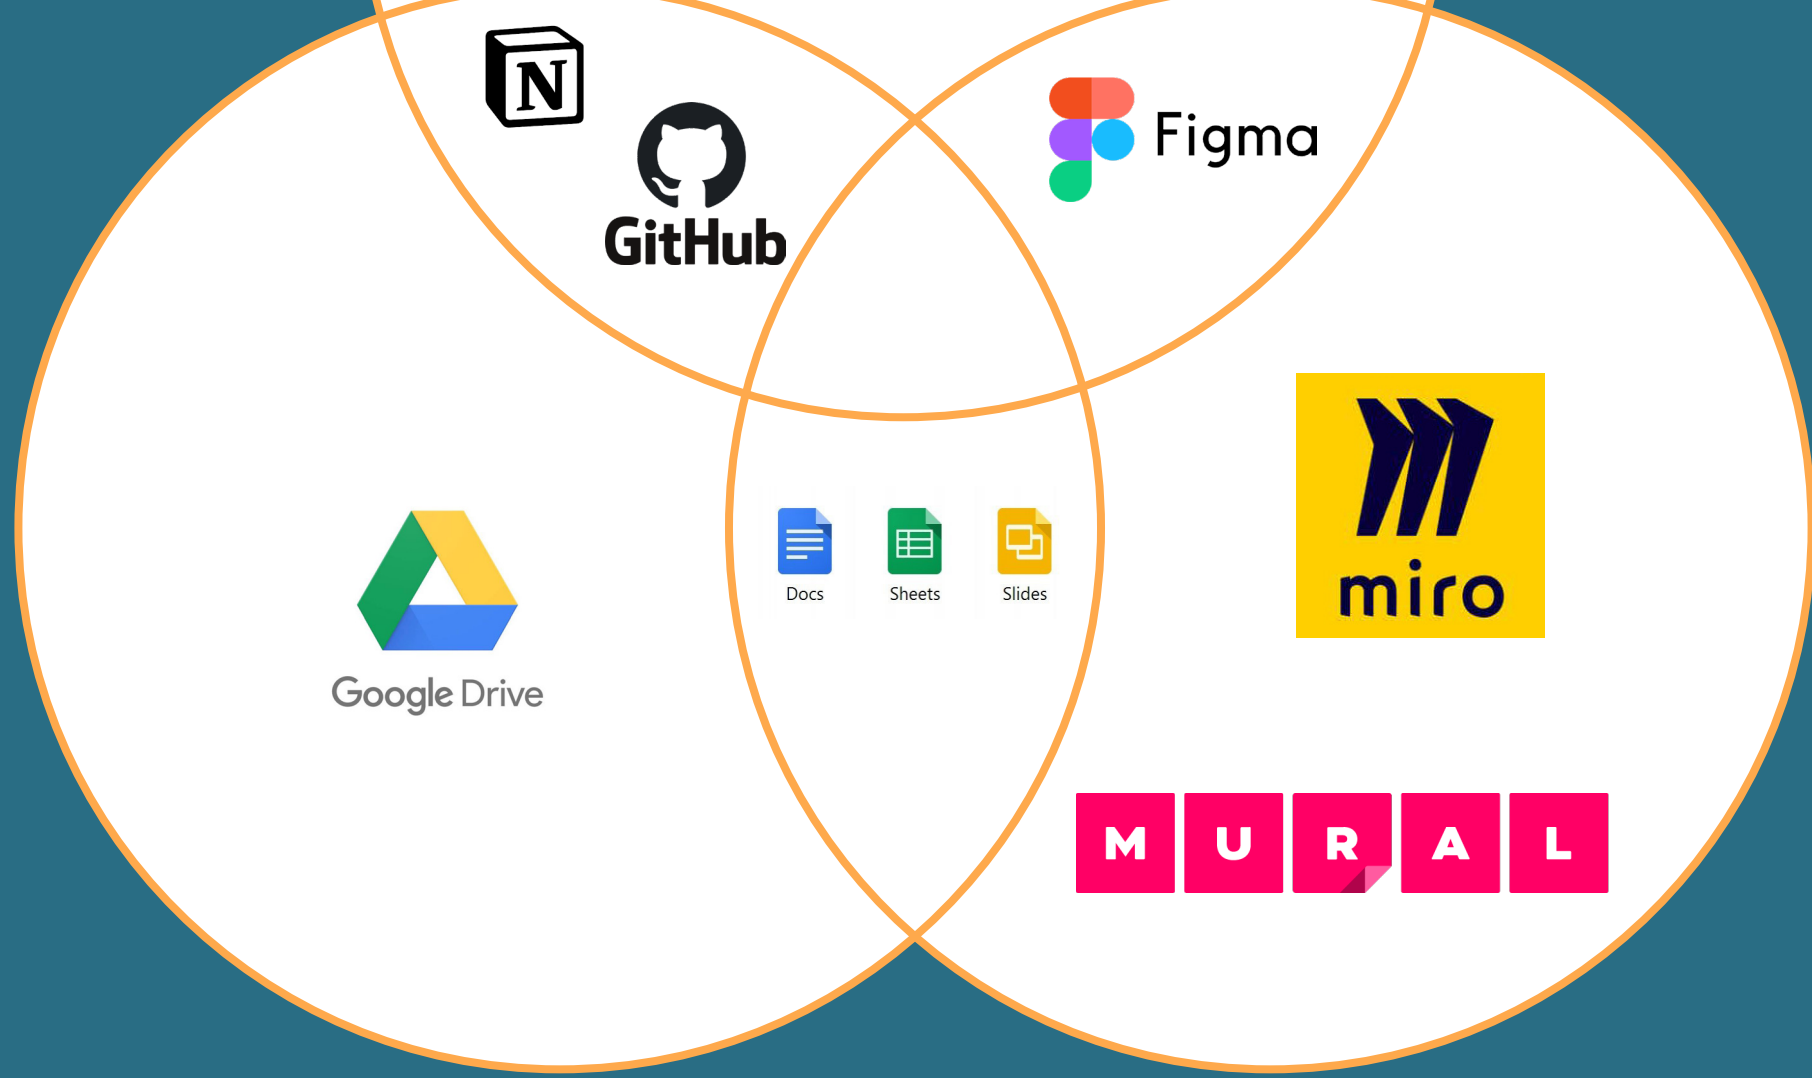 N
GitHub
Figma
miro
Docs
Sheets
Slides
Google Drive
MURAL